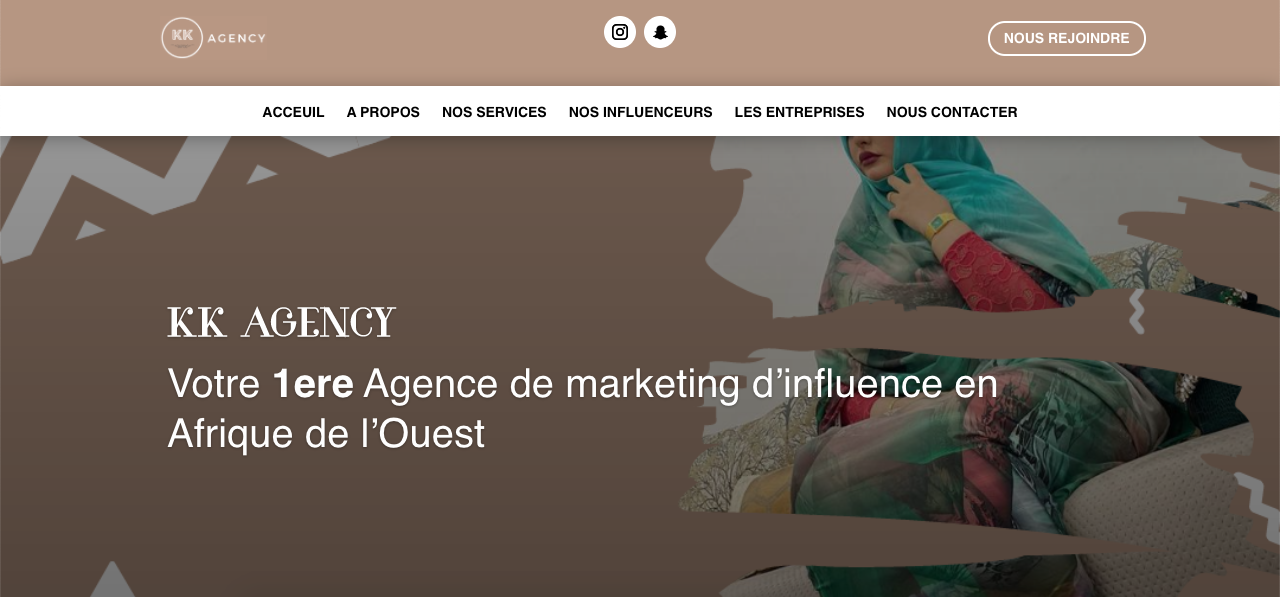 KK AGENCY
NOUS REJOINDRE
ACCEUIL A PROPOS NOS SERVICES NOS INFLUENCEURS LES ENTREPRISES NOUS CONTACTER
KK AGENCY
Votre 1ere Agence de marketing d’influence en
Afrique de l’Ouest